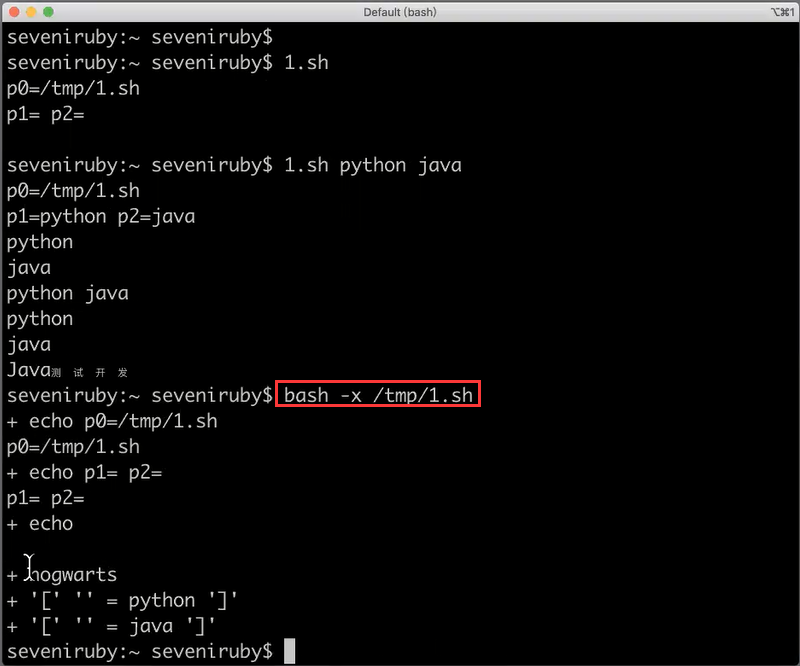 Default (bash)
⌥⌘1
seveniruby:~ seveniruby$
seveniruby:~ seveniruby$ 1.sh
p0=/tmp/1.sh
p1= p2=
seveniruby:~ seveniruby$ 1.sh python java
p0=/tmp/1.sh
p1=python p2=java
python
java
python java
python
java
Java测试开发
seveniruby:~ seveniruby$ bash -x /tmp/1.sh
+ echo p0=/tmp/1.sh
p0=/tmp/1.sh
+ echo p1= p2=
p1= p2=
+ echo
+ hogwarts
+ '[' '' = python ']'
+ '[' '' = java ']'
seveniruby:~ seveniruby$